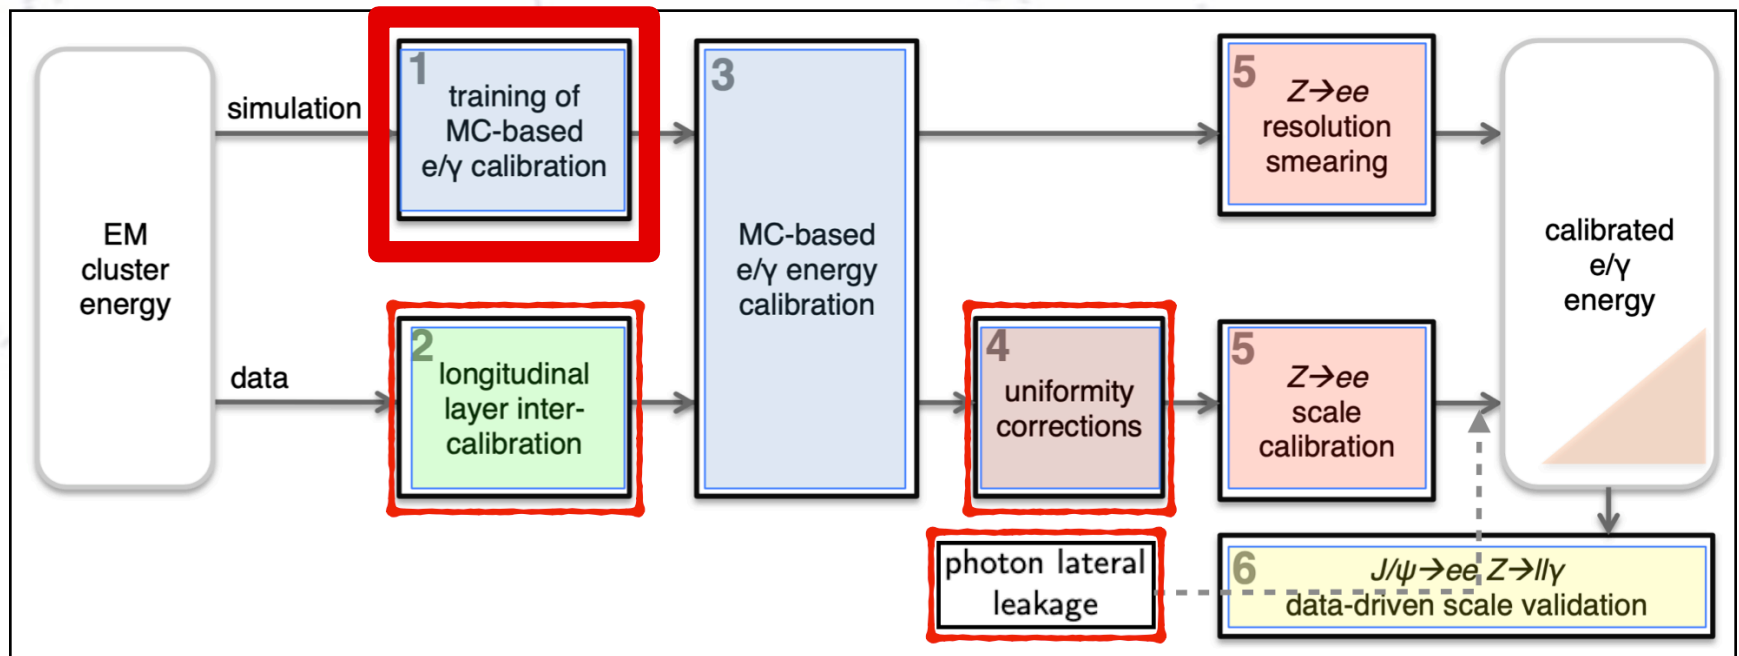 EM
cluster
energy
simulation
data
1
training of
MC-based
e/γ calibration
2
longitudinal
layer inter-
calibration
3
MC-based
e/γ energy
calibration
4
uniformity
corrections
5
Z→ee
resolution
smearing
5
Z→ee
scale
calibration
calibrated
e/γ
energy
photon lateral
leakage
6
J/ψ→ee Z→llγ
data-driven scale validation